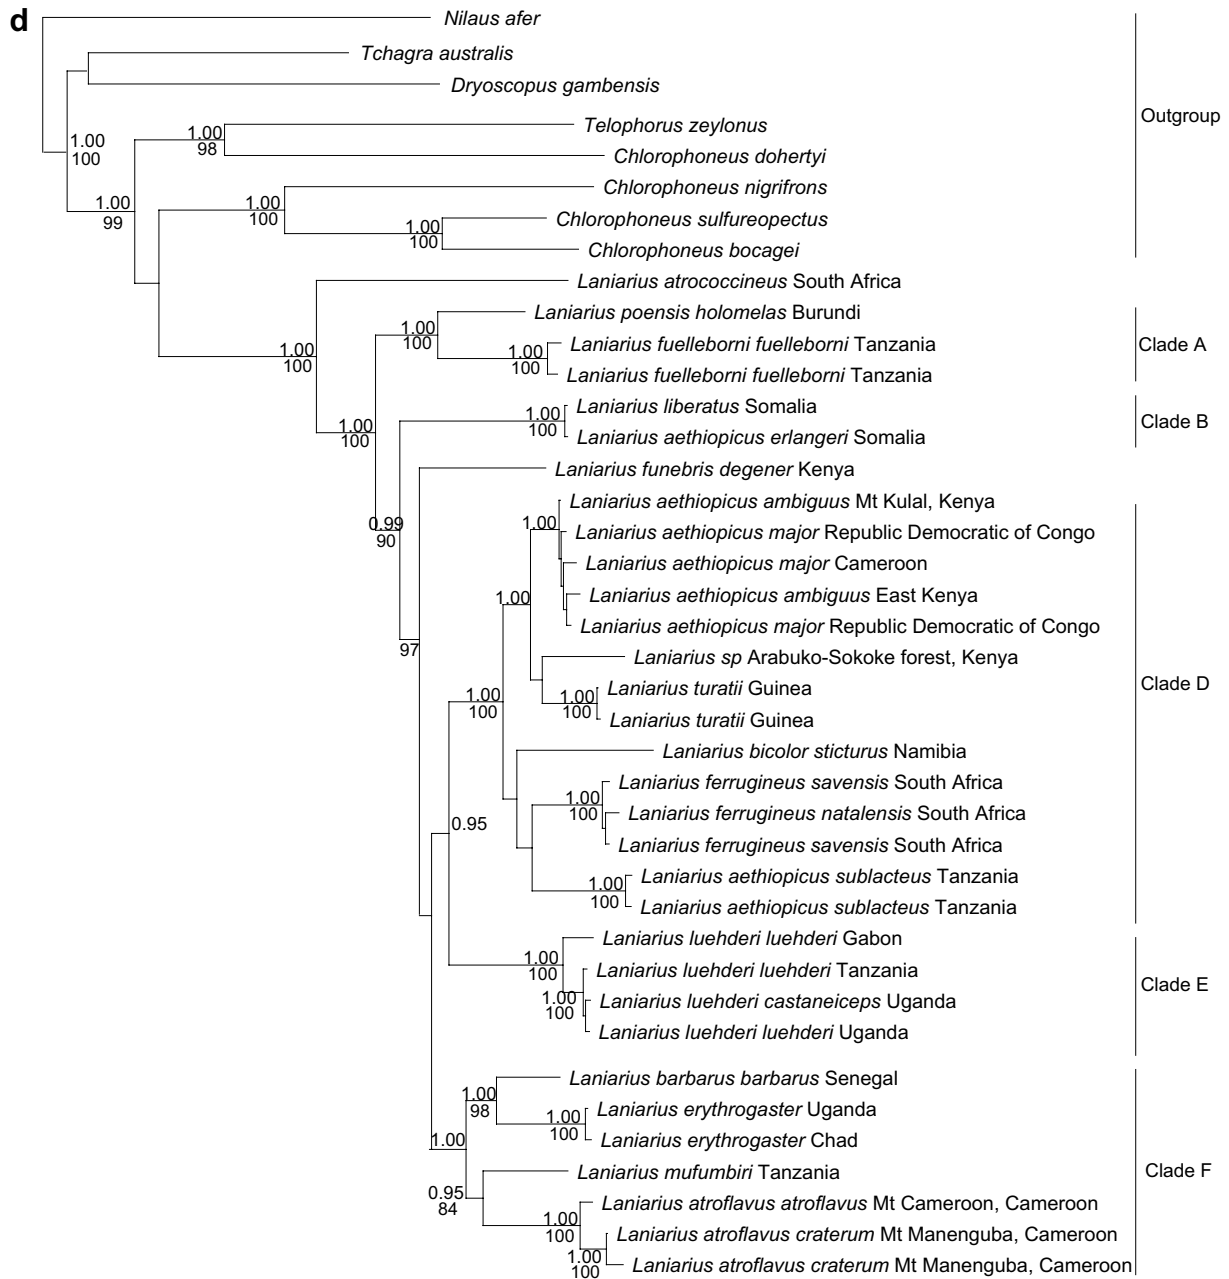 d
Nilaus afer
Tchagra australis
Dryoscopus gambensis
Outgroup
1.00
100
1.00
98
Telophorus zeylonus
Chlorophoneus dohertyi
1.00
99
1.00
100
Chlorophoneus nigrifrons
Chlorophoneus sulfureopectus
1.00
100
Chlorophoneus bocagei
Laniarius atrococcineus South Africa
Laniarius poensis holomelas Burundi
1.00
100
Laniarius fuelleborni fuelleborni Tanzania
Clade A
1.00
100
1.00
100
Laniarius fuelleborni fuelleborni Tanzania
Laniarius liberatus Somalia
1.00
100
Clade B
1.00
100
Laniarius aethiopicus erlangeri Somalia
Laniarius funebris degener Kenya
Laniarius aethiopicus ambiguus Mt Kulal, Kenya
0.99
90
1.00
Laniarius aethiopicus major Republic Democratic of Congo
Laniarius aethiopicus major Cameroon
Laniarius aethiopicus ambiguus East Kenya
1.00
Laniarius aethiopicus major Republic Democratic of Congo
97
Laniarius sp Arabuko-Sokoke forest, Kenya
Clade D
Laniarius turatii Guinea
1.00
100
1.00
100
Laniarius turatii Guinea
Laniarius bicolor sticturus Namibia
Laniarius ferrugineus savensis South Africa
1.00
100
Laniarius ferrugineus natalensis South Africa
0.95
Laniarius ferrugineus savensis South Africa
Laniarius aethiopicus sublacteus Tanzania
1.00
100
Laniarius aethiopicus sublacteus Tanzania
Laniarius luehderi luehderi Gabon
1.00
100
Laniarius luehderi luehderi Tanzania
Clade E
1.00
100
Laniarius luehderi castaneiceps Uganda
Laniarius luehderi luehderi Uganda
Laniarius barbarus barbarus Senegal
1.00
98
Laniarius erythrogaster Uganda
1.00
100
1.00
Laniarius erythrogaster Chad
Laniarius mufumbiri Tanzania
Clade F
0.95
84
Laniarius atroflavus atroflavus Mt Cameroon, Cameroon
1.00
100
Laniarius atroflavus craterum Mt Manenguba, Cameroon
1.00
100
Laniarius atroflavus craterum Mt Manenguba, Cameroon